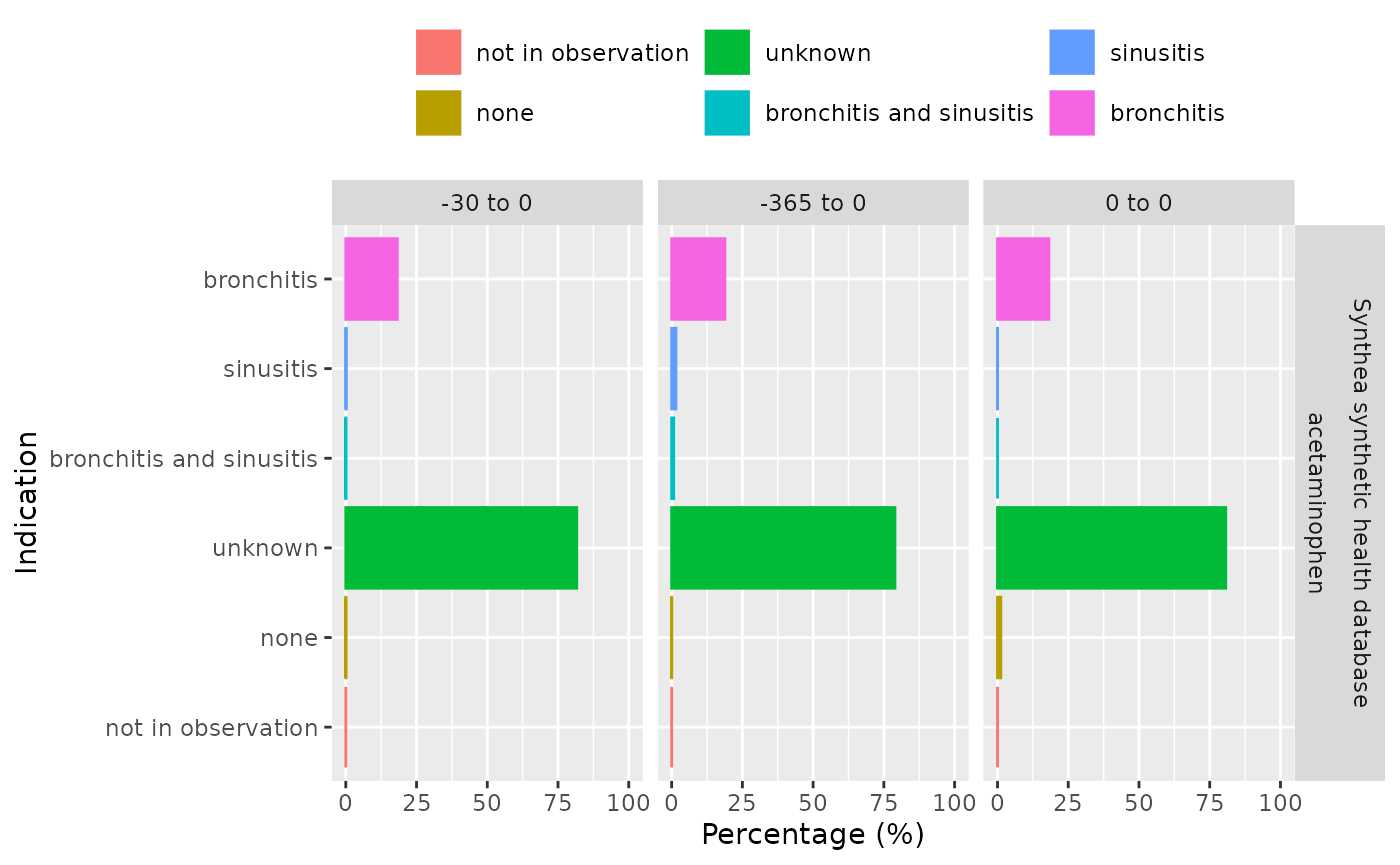 not in observation unknown sinusitis
none bronchitis and sinusitis bronchitis
-30 to 0 -365 to 0 0 to 0
bronchitis
sinusitis
bronchitis and sinusitis
unknown
none
not in observation
Indication
Synthea synthetic health database
acetaminophen
0 25 50 75 100 0 25 50 75 100 0 25 50 75 100
Percentage (%)